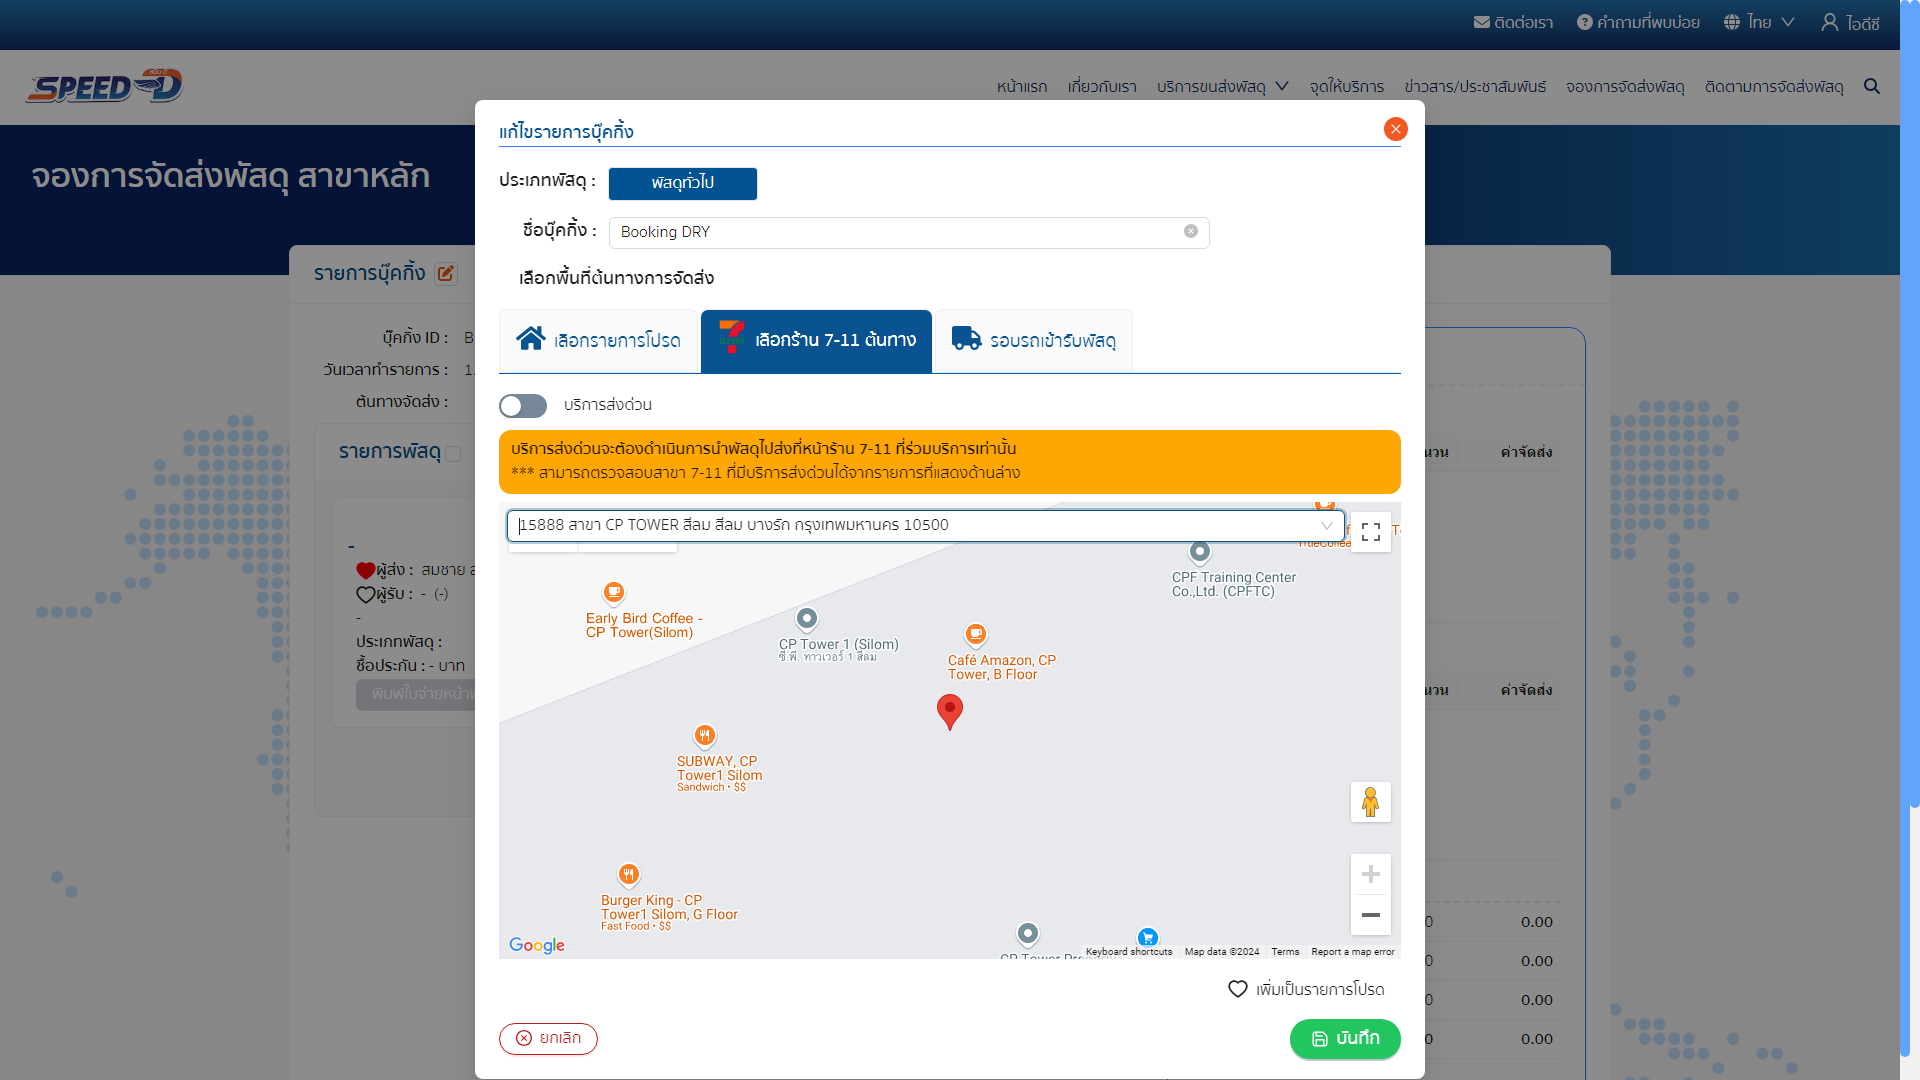 ติดต่อเรา
คำถามที่พบบ่อย
ไทย
ไอดีซี
SPEED-D
หน้าแรก
เกี่ยวกับเรา
บริการขนส่งพัสดุ
จุดให้บริการ
ข่าวสาร/ประชาสัมพันธ์
จองการจัดส่งพัสดุ
ติดตามการจัดส่งพัสดุ
จองการจัดส่งพัสดุ สาขาหลัก
แก้ไขรายการบุ๊คกิ้ง
ประเภทพัสดุ :
พัสดุทั่วไป
ชื่อบุ๊คกิ้ง :
Booking DRY
เลือกพื้นที่ต้นทางการจัดส่ง
เลือกรายการโปรด
เลือกร้าน 7-11 ต้นทาง
รอบรถเข้ารับพัสดุ
บริการส่งด่วน
บริการส่งด่วนจะต้องดำเนินการนำพัสดุไปส่งที่หน้าร้าน 7-11 ที่ร่วมบริการเท่านั้น
*** สามารถตรวจสอบสาขา 7-11 ที่มีบริการส่งด่วนได้จากรายการที่แสดงด้านล่าง
15888 สาขา CP TOWER สีลม สีลม บางรัก กรุงเทพมหานคร 10500
TrueCoffee
CPF Training Center
Co.,Ltd. (CPFTC)
Early Bird Coffee -
CP Tower(Silom)
CP Tower 1 (Silom)
ซี.พี. ทาวเวอร์ 1 สีลม
Café Amazon, CP
Tower, B Floor
SUBWAY, CP
Tower1 Silom
Sandwich • $$
Burger King - CP
Tower1 Silom, G Floor
Fast Food • $$
Google
Keyboard shortcuts
Map data ©2024
Terms
Report a map error
เพิ่มเป็นรายการโปรด
ยกเลิก
บันทึก
รายการบุ๊คกิ้ง
บุ๊คกิ้ง ID : B
วันเวลาทำรายการ : 1
ต้นทางจัดส่ง :
รายการพัสดุ
-
ผู้ส่ง : สมชาย
ผู้รับ : - (-)
-
ประเภทพัสดุ :
ซื้อประกัน : - บาท
พิมพ์ใบจ่ายหน้า
ค่าจัดส่ง
ค่าจัดส่ง
0 0.00
0 0.00
0 0.00
0 0.00